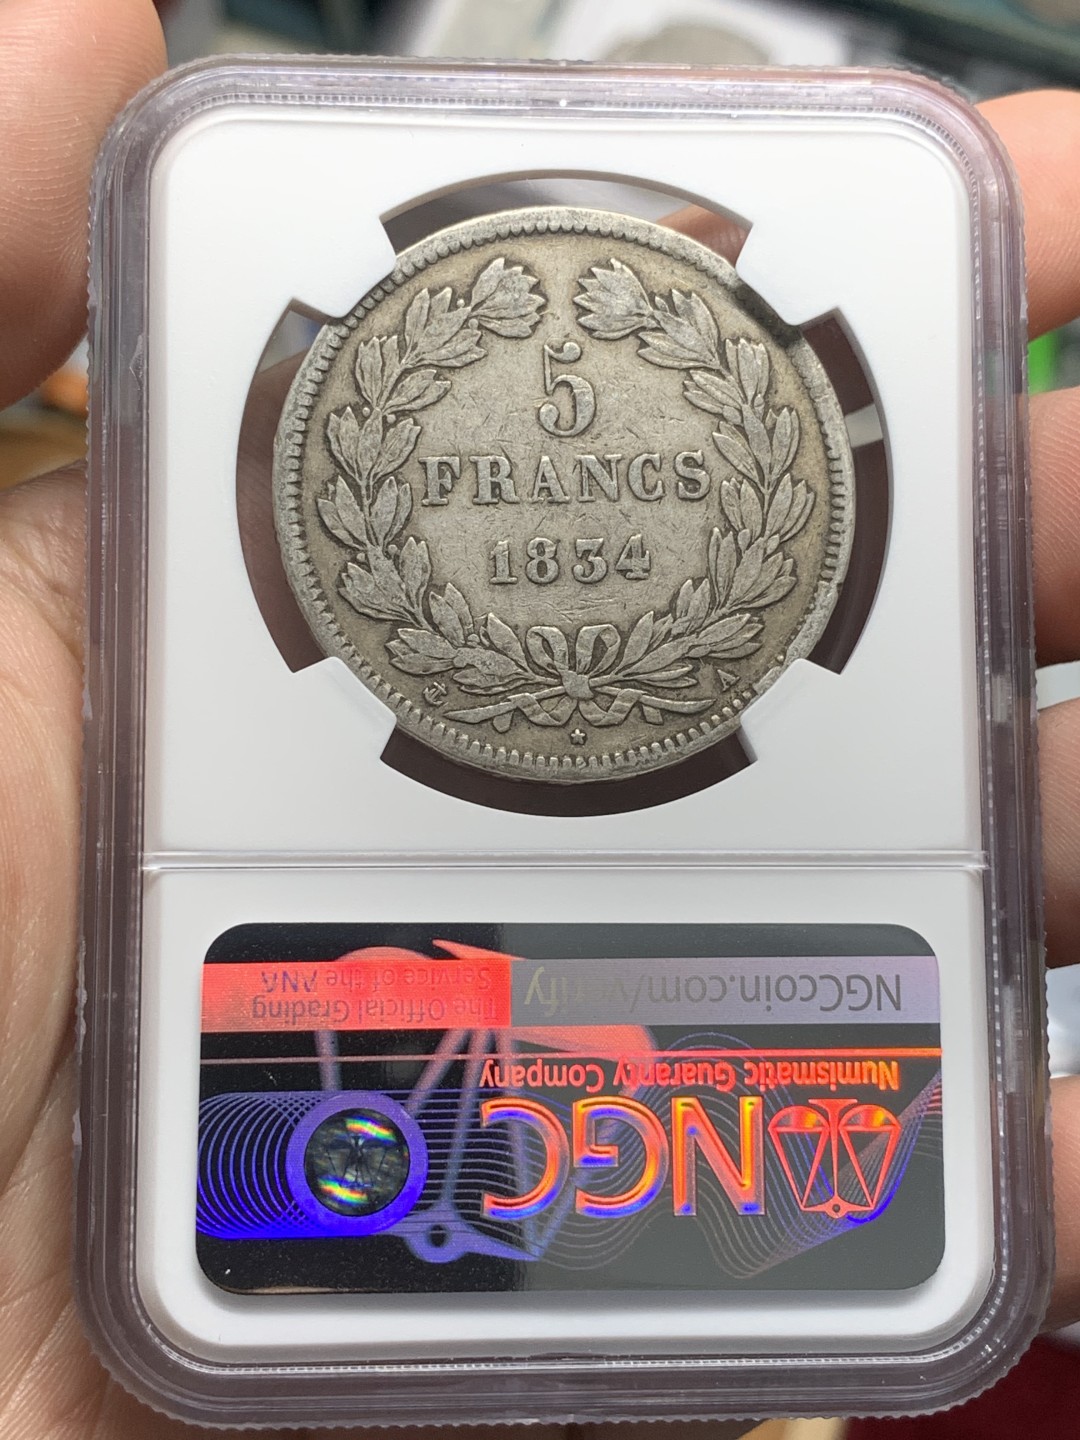 5
FRANCS
1834
A
The Official Grading
Service of the ANA
NGCcoin.com/verify
Numismatic Guaranty Company
NGC